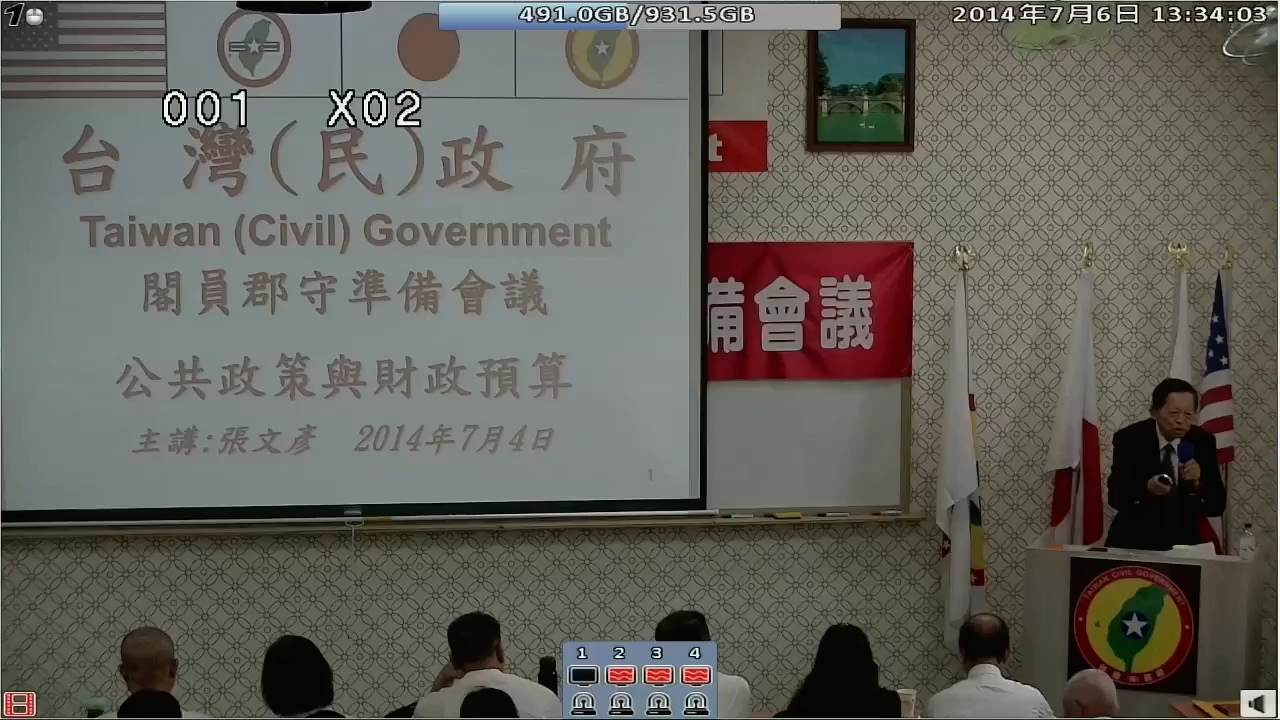 491.0GB/931.5GB
2014年7月6日 13:34:03
001 X02
台灣(民)政府
Taiwan (Civil) Government
閣員郡守準備會議
公共政策與財政預算
主講:張文彥 2014年7月4日
1
t
備會議
1 2 3 4
TAIWAN CIVIL GOVERNMENT